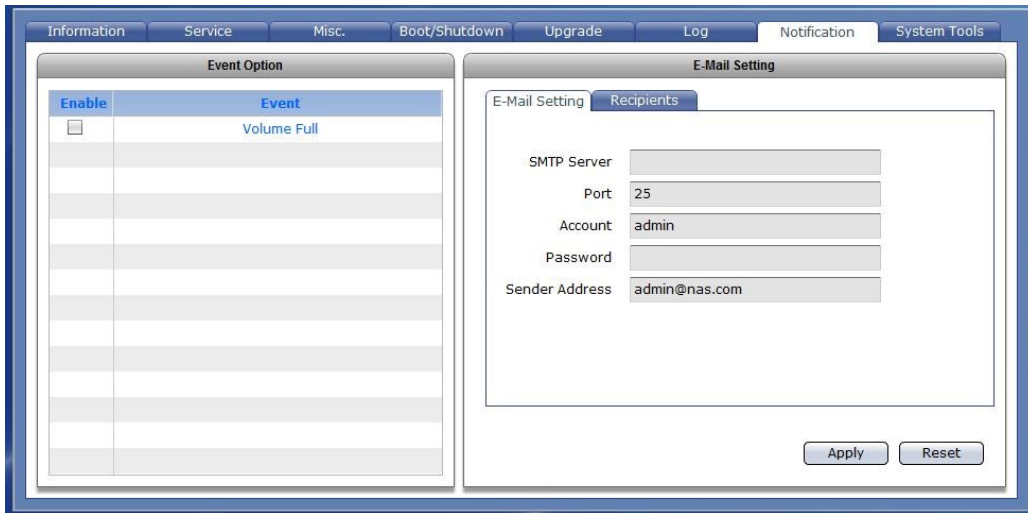 Information Service Misc. Boot/Shutdown Upgrade Log Notification System Tools
Event Option
Enable Event
Volume Full
E-Mail Setting
E-Mail Setting Recipients
SMTP Server
Port 25
Account admin
Password
Sender Address admin@nas.com
Apply Reset